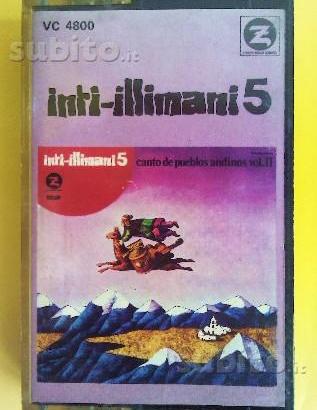 VC 4800
subito.it
inti-illimani 5
inti-illimani 5
canto de pueblos andinos vol. II
subito.it